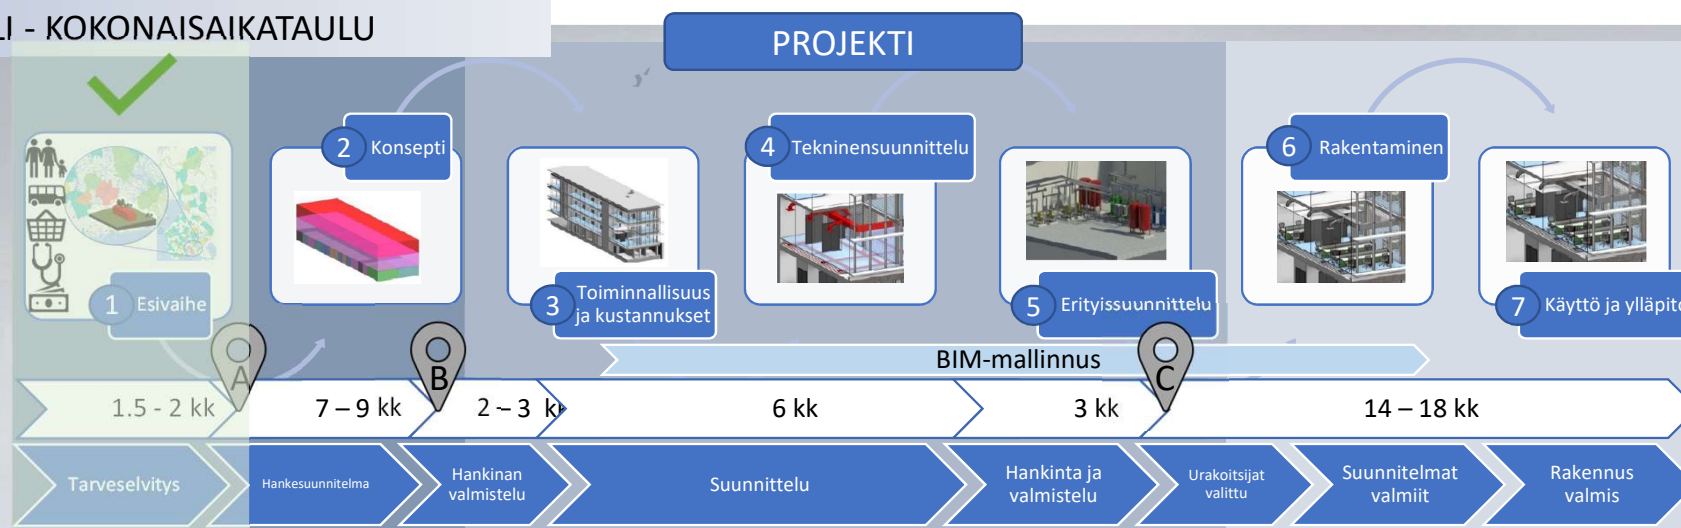 LI - KOKONAISAIKATAULU
PROJEKTI
2 Konsepti
4 Tekninensuunnittelu
6 Rakentaminen
1 Esivaihe
3 Toiminnallisuus
ja kustannukset
5 Erityissuunnittelu
7 Käyttö ja ylläpito
BIM-mallinnus
A
B
C
1.5 - 2 kk
7 – 9 kk
2 – 3 kk
6 kk
3 kk
14 – 18 kk
Tarveselvitys
Hankesuunnitelma
Hankinan
valmistelu
Suunnittelu
Hankinta ja
valmistelu
Urakoitsijat
valittu
Suunnitelmat
valmiit
Rakennus
valmis